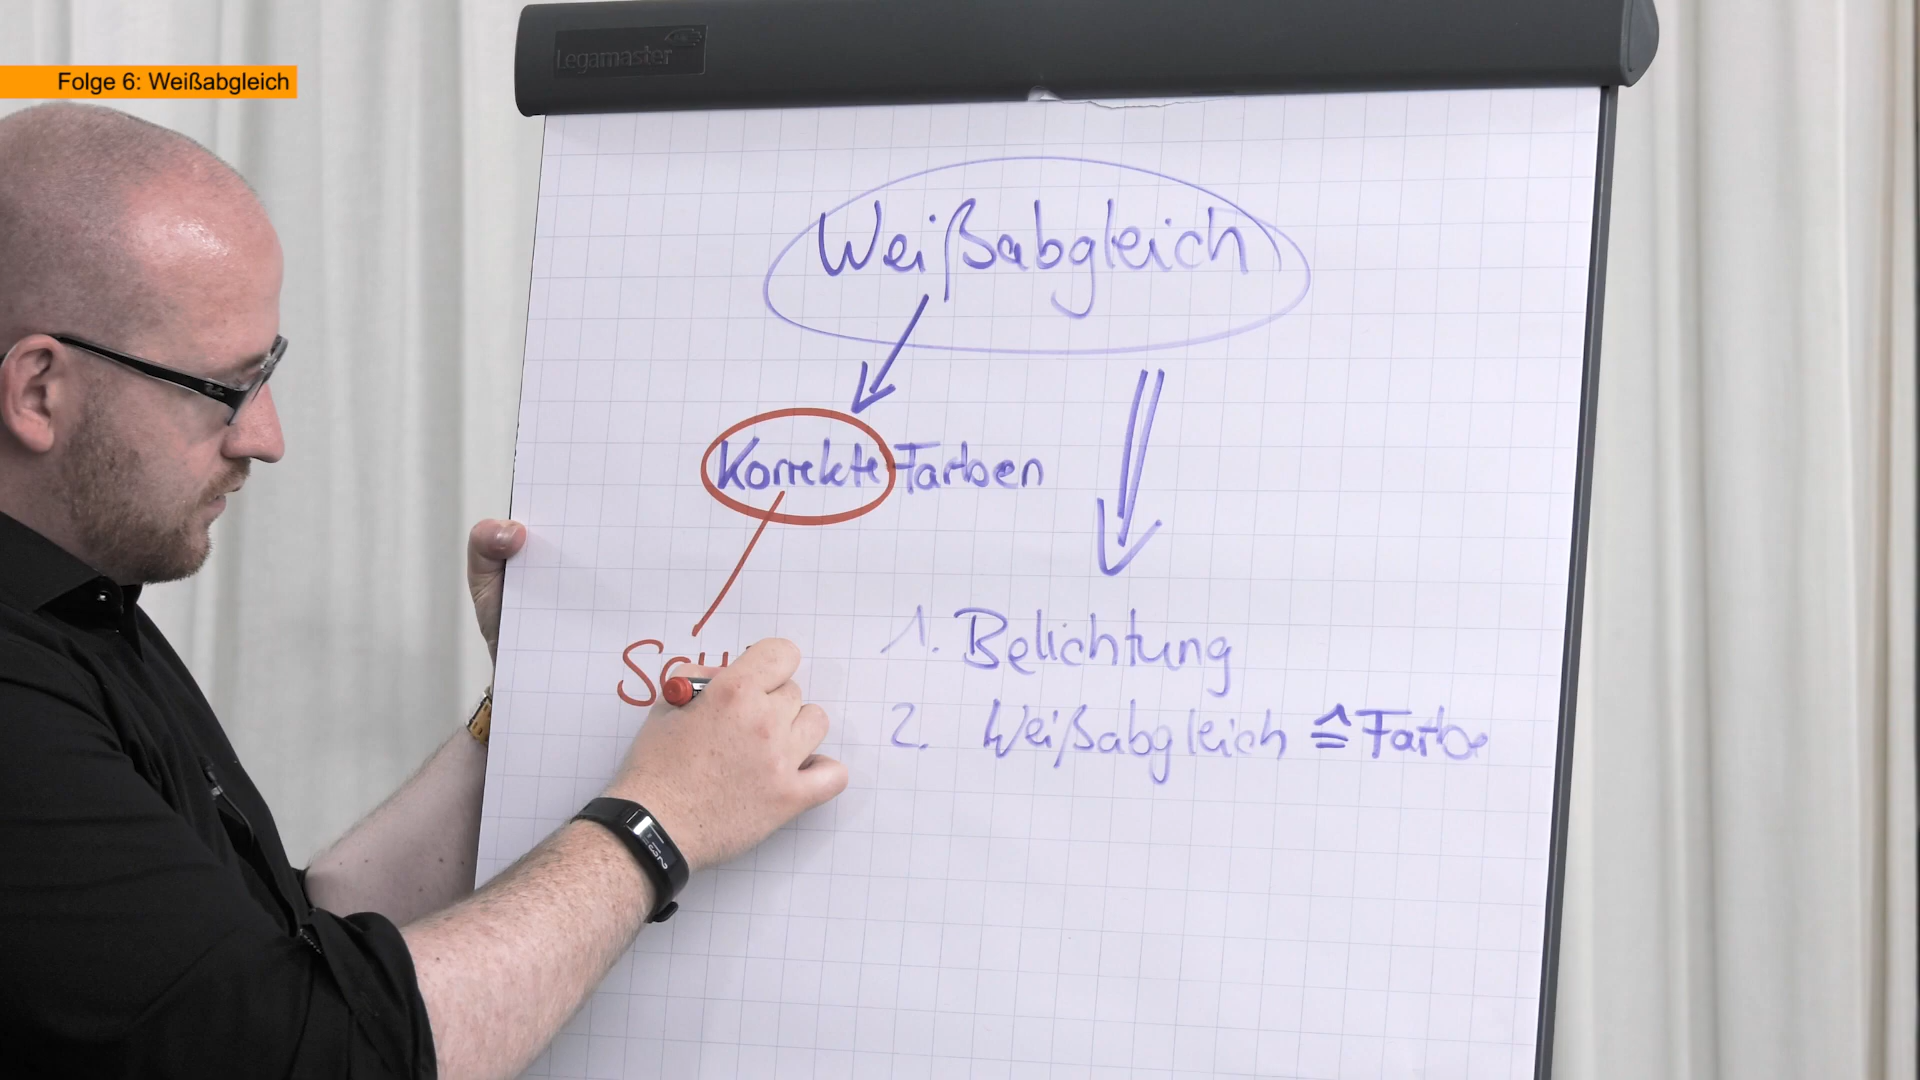 Legamaster
Folge 6: Weißabgleich
Weißabgleich
Korrekte Farben
1. Belichtung
2. Weißabgleich ≙ Farbe